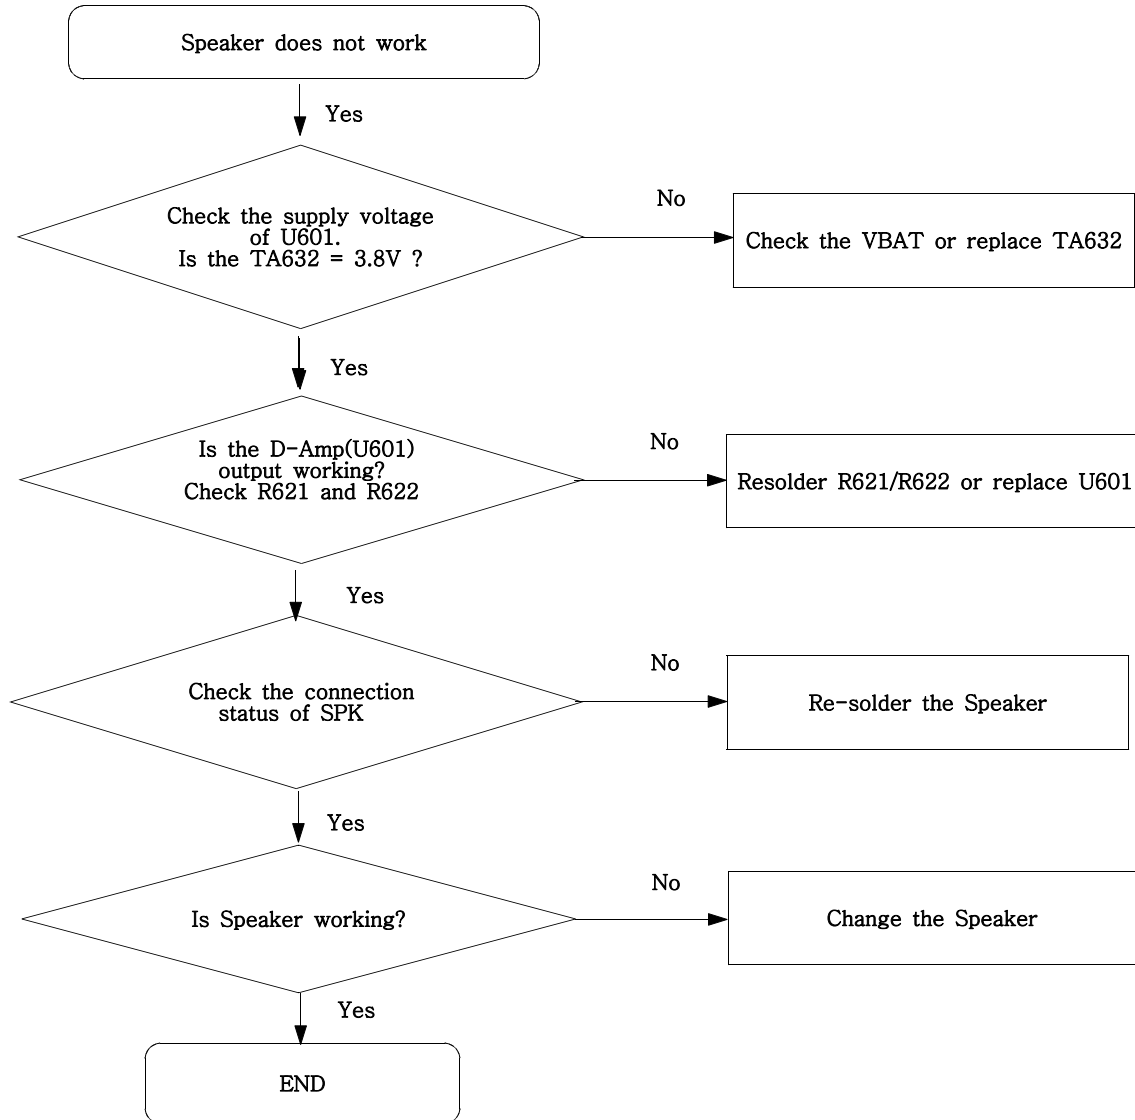 Speaker does not work
Yes
Check the supply voltage
of U601.
Is the TA632 = 3.8V ?
No
Check the VBAT or replace TA632
Yes
Is the D-Amp(U601)
output working?
Check R621 and R622
No
Resolder R621/R622 or replace U601
Yes
Check the connection
status of SPK
No
Re-solder the Speaker
Yes
Is Speaker working?
No
Change the Speaker
Yes
END